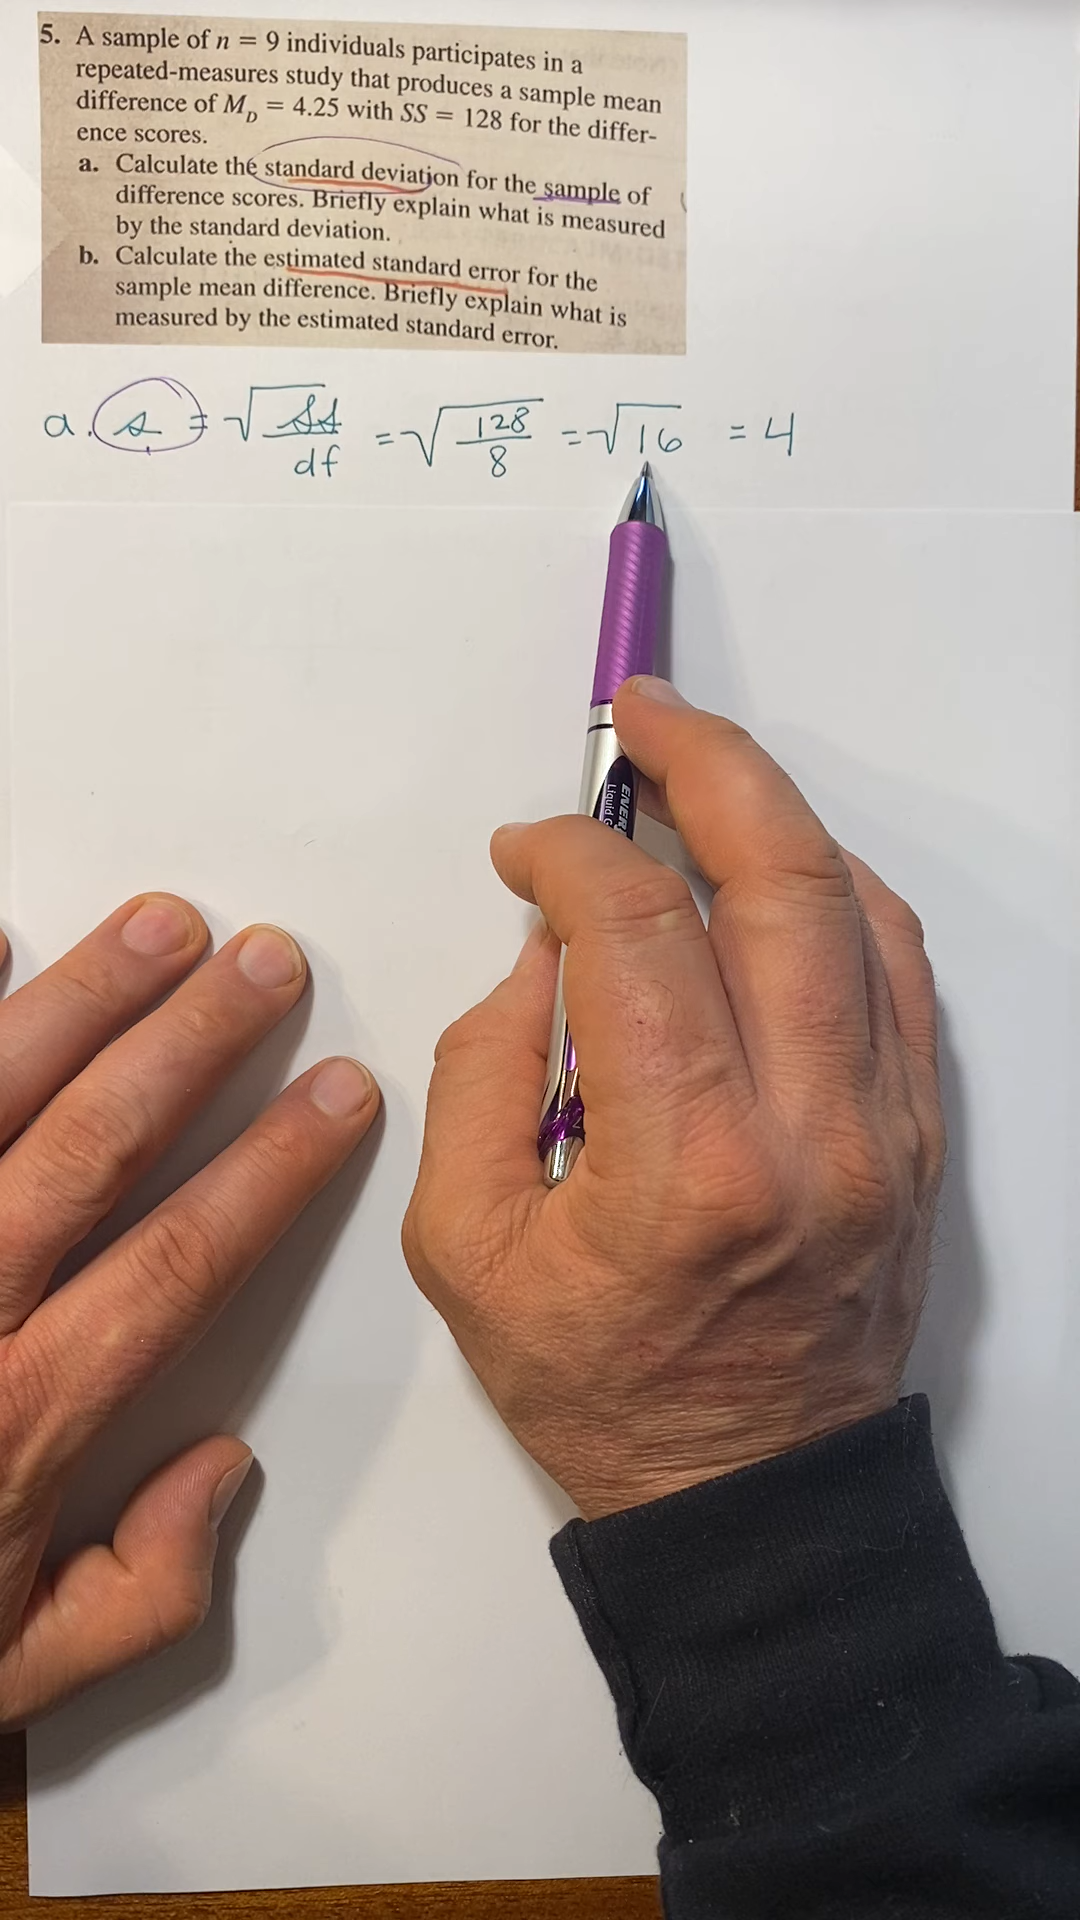 5. A sample of n = 9 individuals participates in a
repeated-measures study that produces a sample mean
difference of M_D = 4.25 with SS = 128 for the differ-
ence scores.
a. Calculate the standard deviation for the sample of
difference scores. Briefly explain what is measured
by the standard deviation.
b. Calculate the estimated standard error for the
sample mean difference. Briefly explain what is
measured by the estimated standard error.
a. s = √SS/df = √128/8 = √16 = 4
ENER
Liquid G